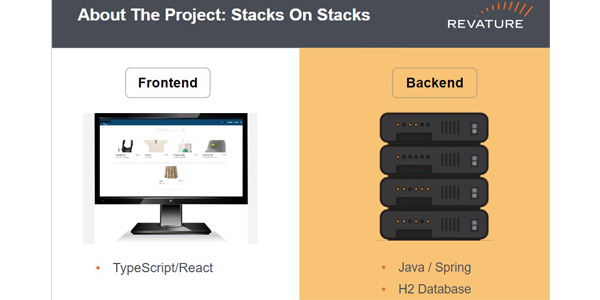 About The Project: Stacks On Stacks
REVATURE
Frontend
Backend
• TypeScript/React
• Java / Spring
• H2 Database